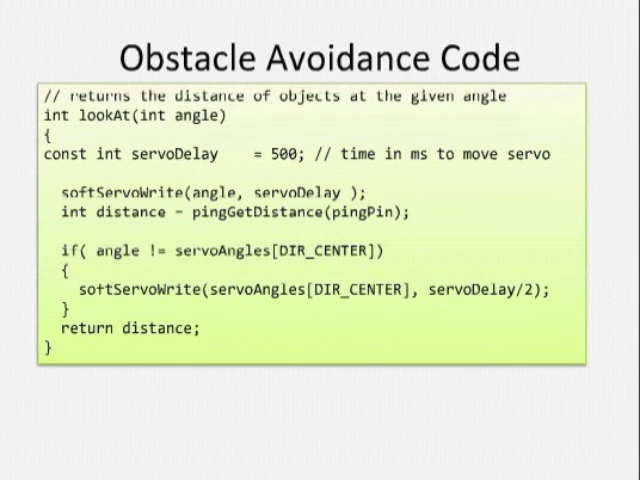 Obstacle Avoidance Code
// returns the distance of objects at the given angle
int lookAt(int angle)
{
const int servoDelay    = 500; // time in ms to move servo
  softServoWrite(angle, servoDelay );
  int distance = pingGetDistance(pingPin);
  if( angle != servoAngles[DIR_CENTER])
  {
    softServoWrite(servoAngles[DIR_CENTER], servoDelay/2);
  }
  return distance;
}